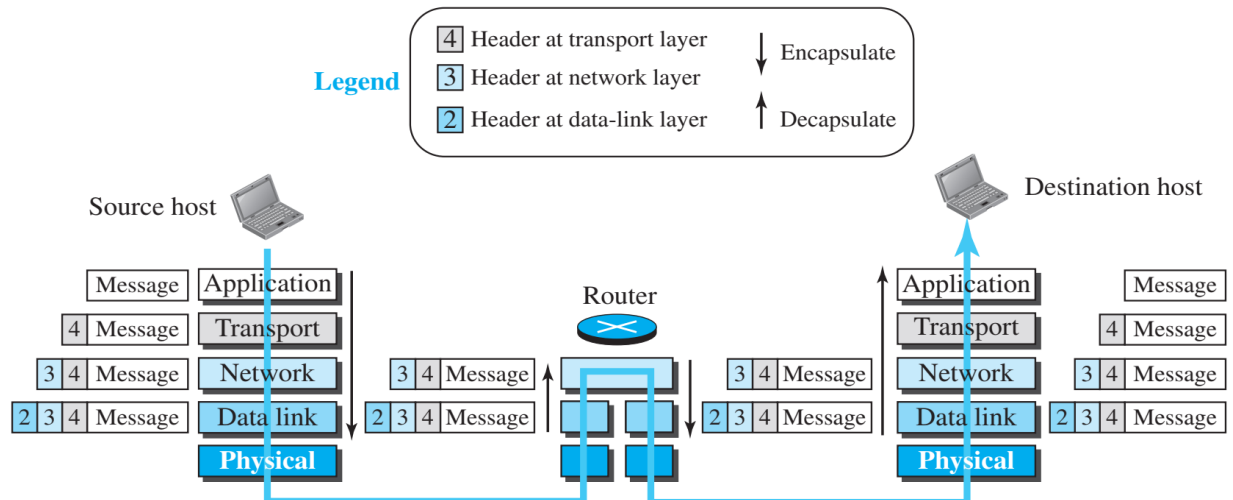 4 Header at transport layer
Encapsulate
Legend
3 Header at network layer
2 Header at data-link layer
Decapsulate
Source host
Destination host
Message Application
Router
Application Message
4 Message Transport
Transport 4 Message
3 4 Message Network
3 4 Message
3 4 Message
Network 3 4 Message
2 3 4 Message Data link
2 3 4 Message
2 3 4 Message
Data link 2 3 4 Message
Physical
Physical